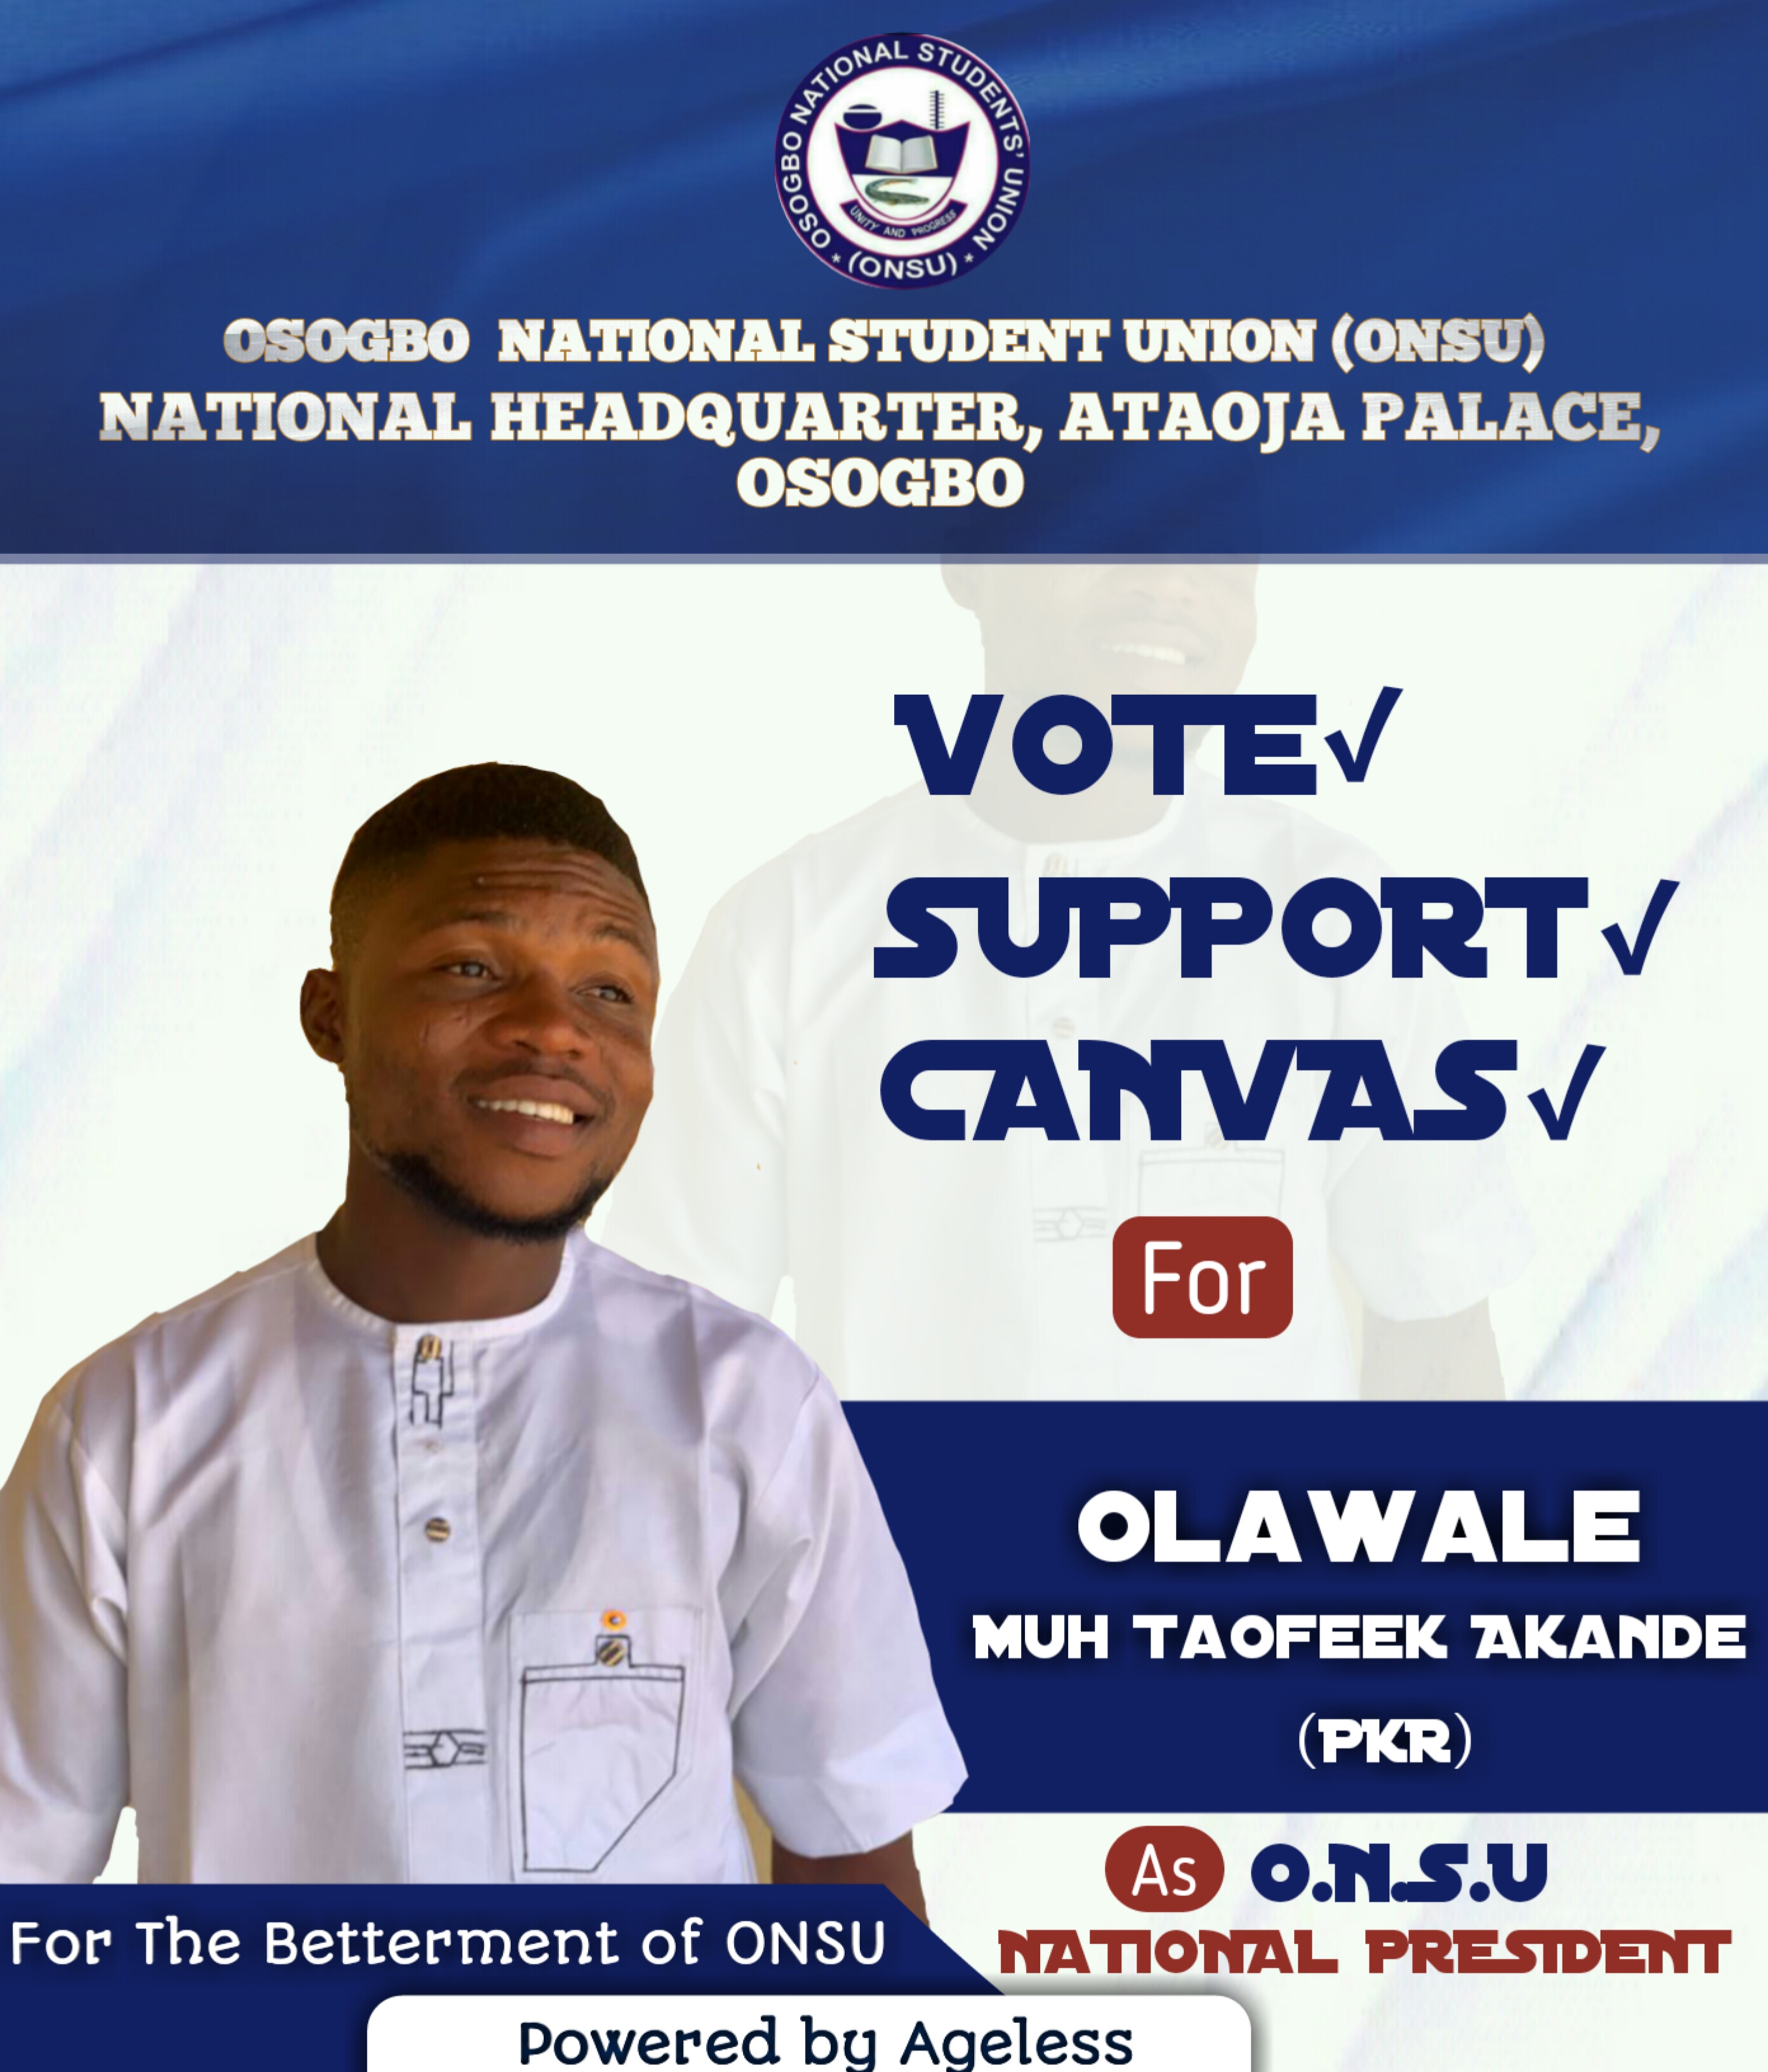 OSOGBO NATIONAL STUDENTS' UNION
* (ONSU) *
UNITY AND PROGRESS
OSOGBO NATIONAL STUDENT UNION (ONSU)
NATIONAL HEADQUARTER, ATAOJA PALACE,
OSOGBO
VOTE✓
SUPPORT✓
CANVAS✓
For
OLAWALE
MUH TAOFEEK AKANDE
(PKR)
As O.N.S.U
NATIONAL PRESIDENT
For The Betterment of ONSU
Powered by Ageless